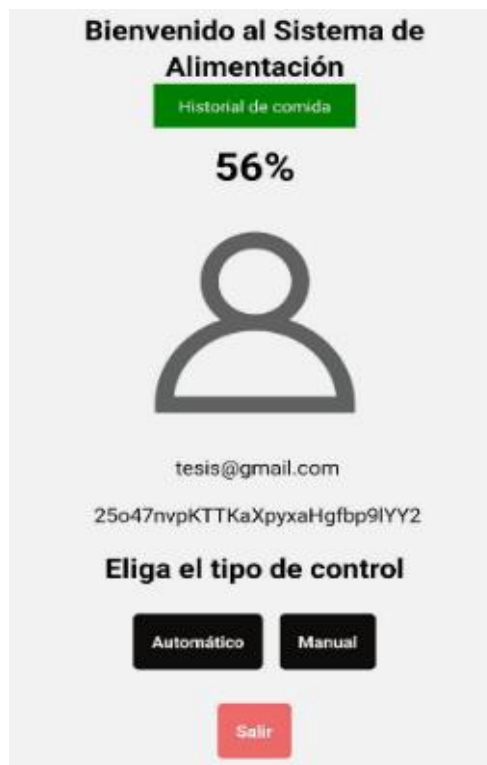 Bienvenido al Sistema de
Alimentación
Historial de comida
56%
tesis@gmail.com
25o47nvpKTTKaXpyxaHgfbp9lYY2
Eliga el tipo de control
Automático
Manual
Salir